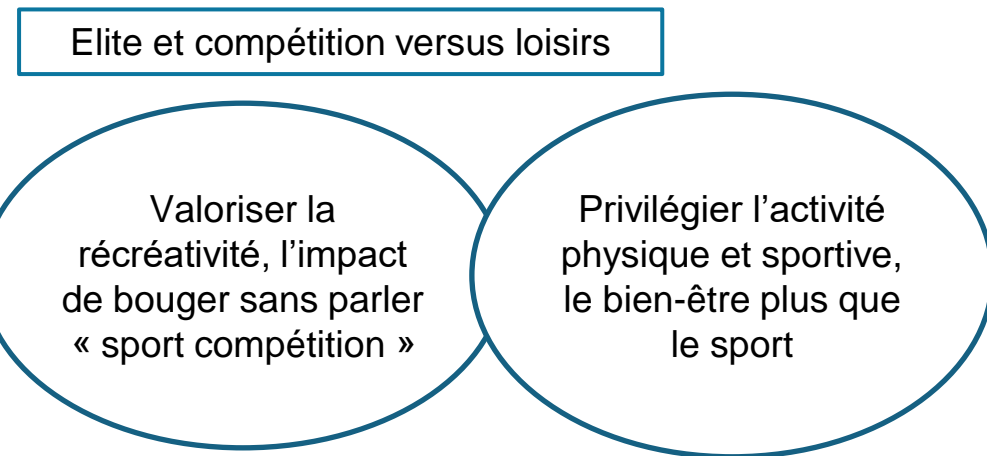 Elite et compétition versus loisirs
Valoriser la
récréativité, l’impact
de bouger sans parler
« sport compétition »
Privilégier l’activité
physique et sportive,
le bien-être plus que
le sport